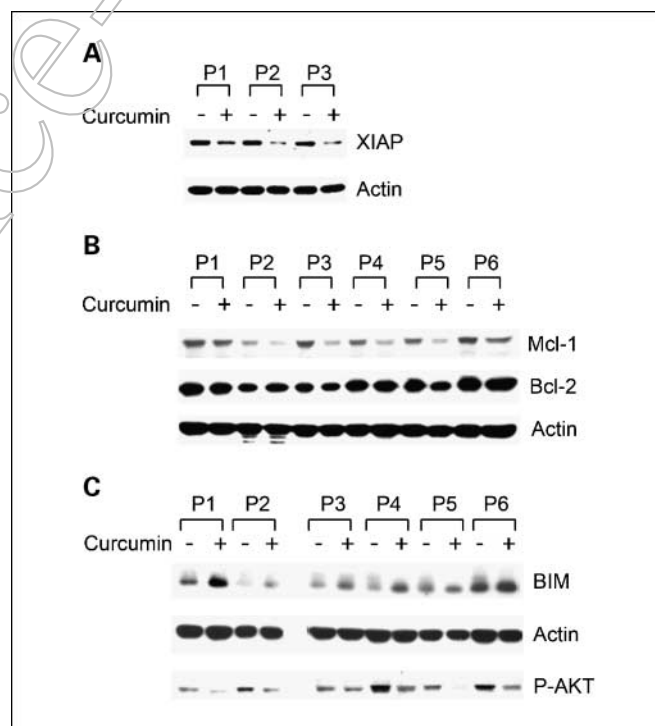 A
P1 P2 P3
Curcumin - + - + - +
XIAP
Actin
B
P1 P2 P3 P4 P5 P6
Curcumin - + - + - + - + - + - +
Mcl-1
Bcl-2
Actin
C
P1 P2 P3 P4 P5 P6
Curcumin - + - + - + - + - + - +
BIM
Actin
P-AKT